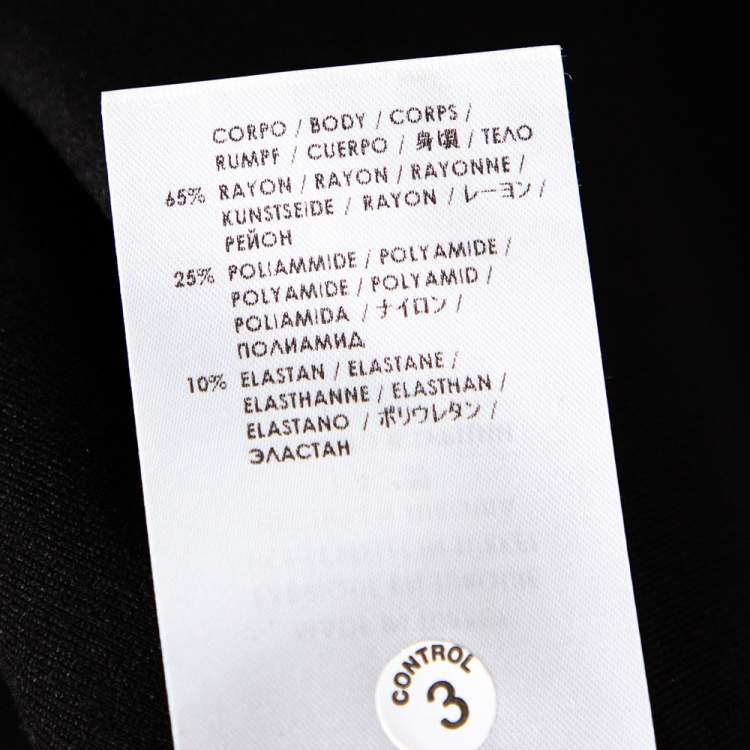 CORPO / BODY / CORPS /
RUMPF / CUERPO / 身頃 / ТЕЛО
65% RAYON / RAYON / RAYONNE /
KUNSTSEIDE / RAYON / レーヨン /
РЕЙОН
25% POLIAMMIDE / POLYAMIDE /
POLYAMIDE / POLYAMID /
POLIAMIDA / ナイロン /
ПОЛИАМИД
10% ELASTAN / ELASTANE /
ELASTHANNE / ELASTHAN /
ELASTANO / ポリウレタン /
ЭЛАСТАН
CONTROL
3